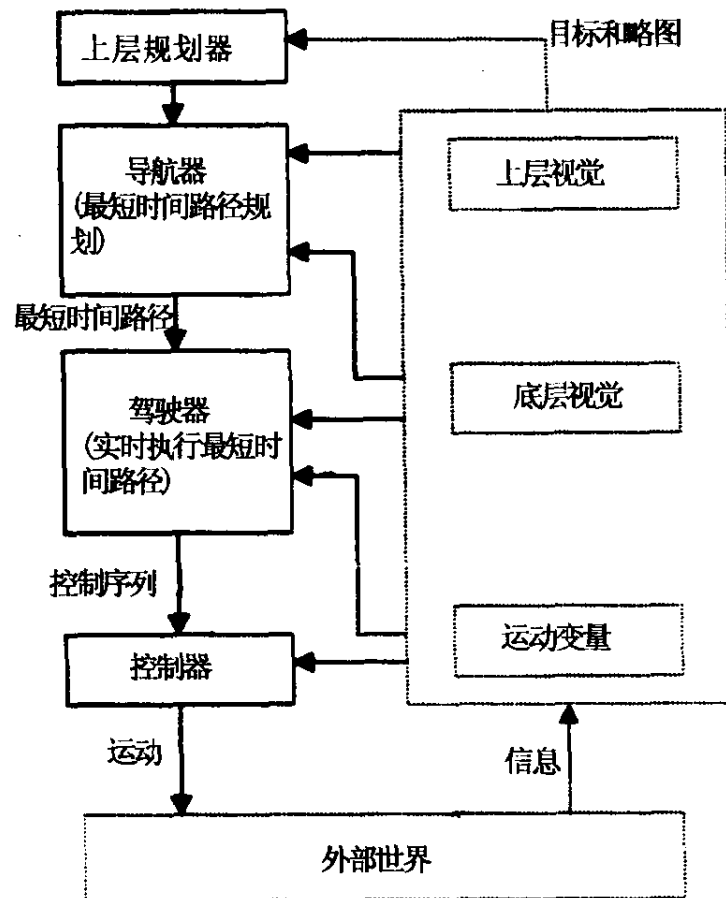 目标和略图
上层规划器
导航器
(最短时间路径规
划)
上层视觉
最短时间路径
驾驶器
(实时执行最短时
间路径)
底层视觉
控制序列
控制器
运动变量
运动
信息
外部世界